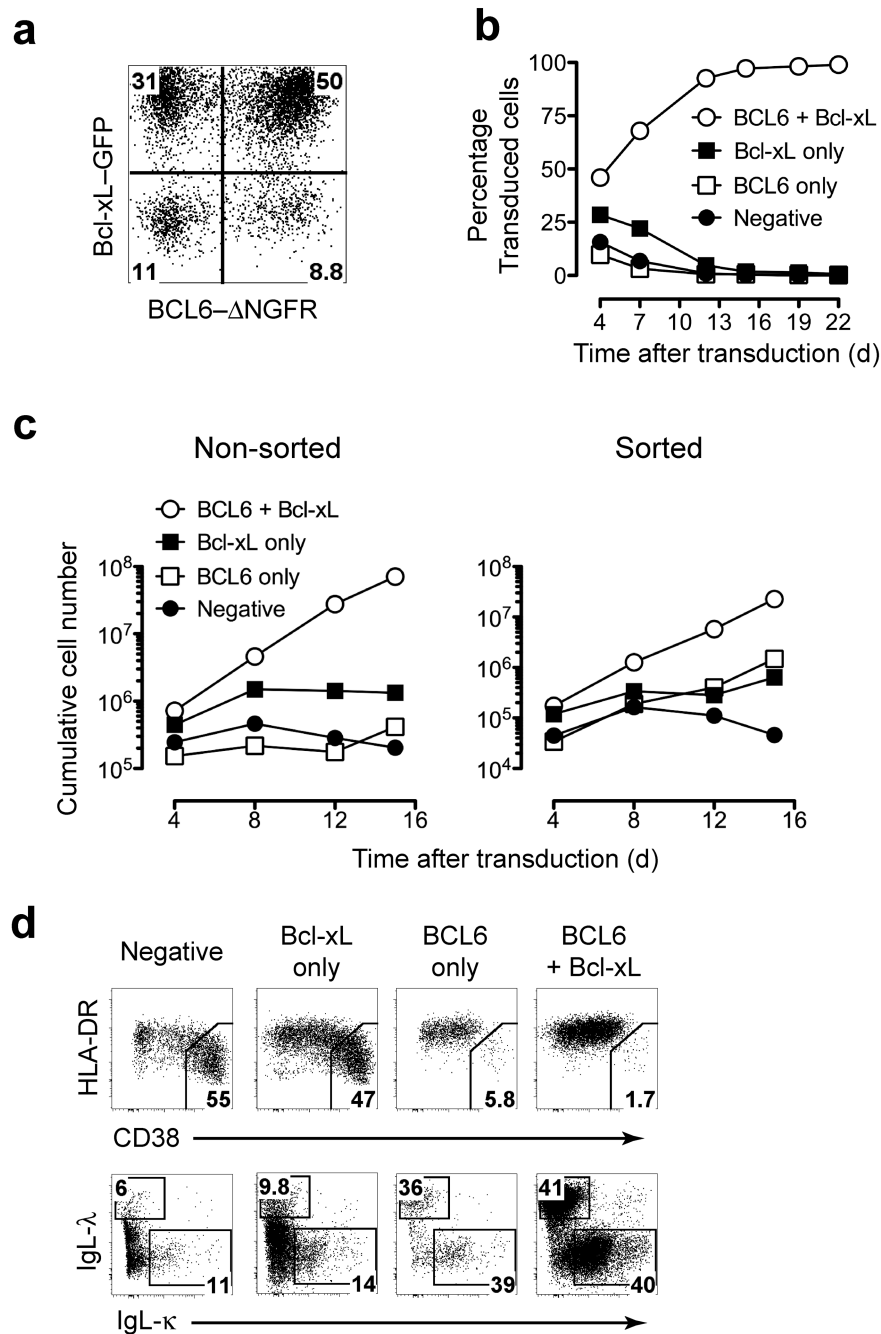 a
31
50
11
8.8
Bcl-xL–GFP
BCL6–ΔNGFR
b
Percentage
Transduced cells
100
75
50
25
0
BCL6 + Bcl-xL
Bcl-xL only
BCL6 only
Negative
4 7 10 13 16 19 22
Time after transduction (d)
c
Non-sorted
Sorted
BCL6 + Bcl-xL
Bcl-xL only
BCL6 only
Negative
Cumulative cell number
10⁸
10⁷
10⁶
10⁵
4 8 12 16
10⁸
10⁷
10⁶
10⁵
10⁴
4 8 12 16
Time after transduction (d)
d
Negative
Bcl-xL
only
BCL6
only
BCL6
+ Bcl-xL
HLA-DR
55
47
5.8
1.7
CD38
IgL-λ
6
11
9.8
14
36
39
41
40
IgL-κ